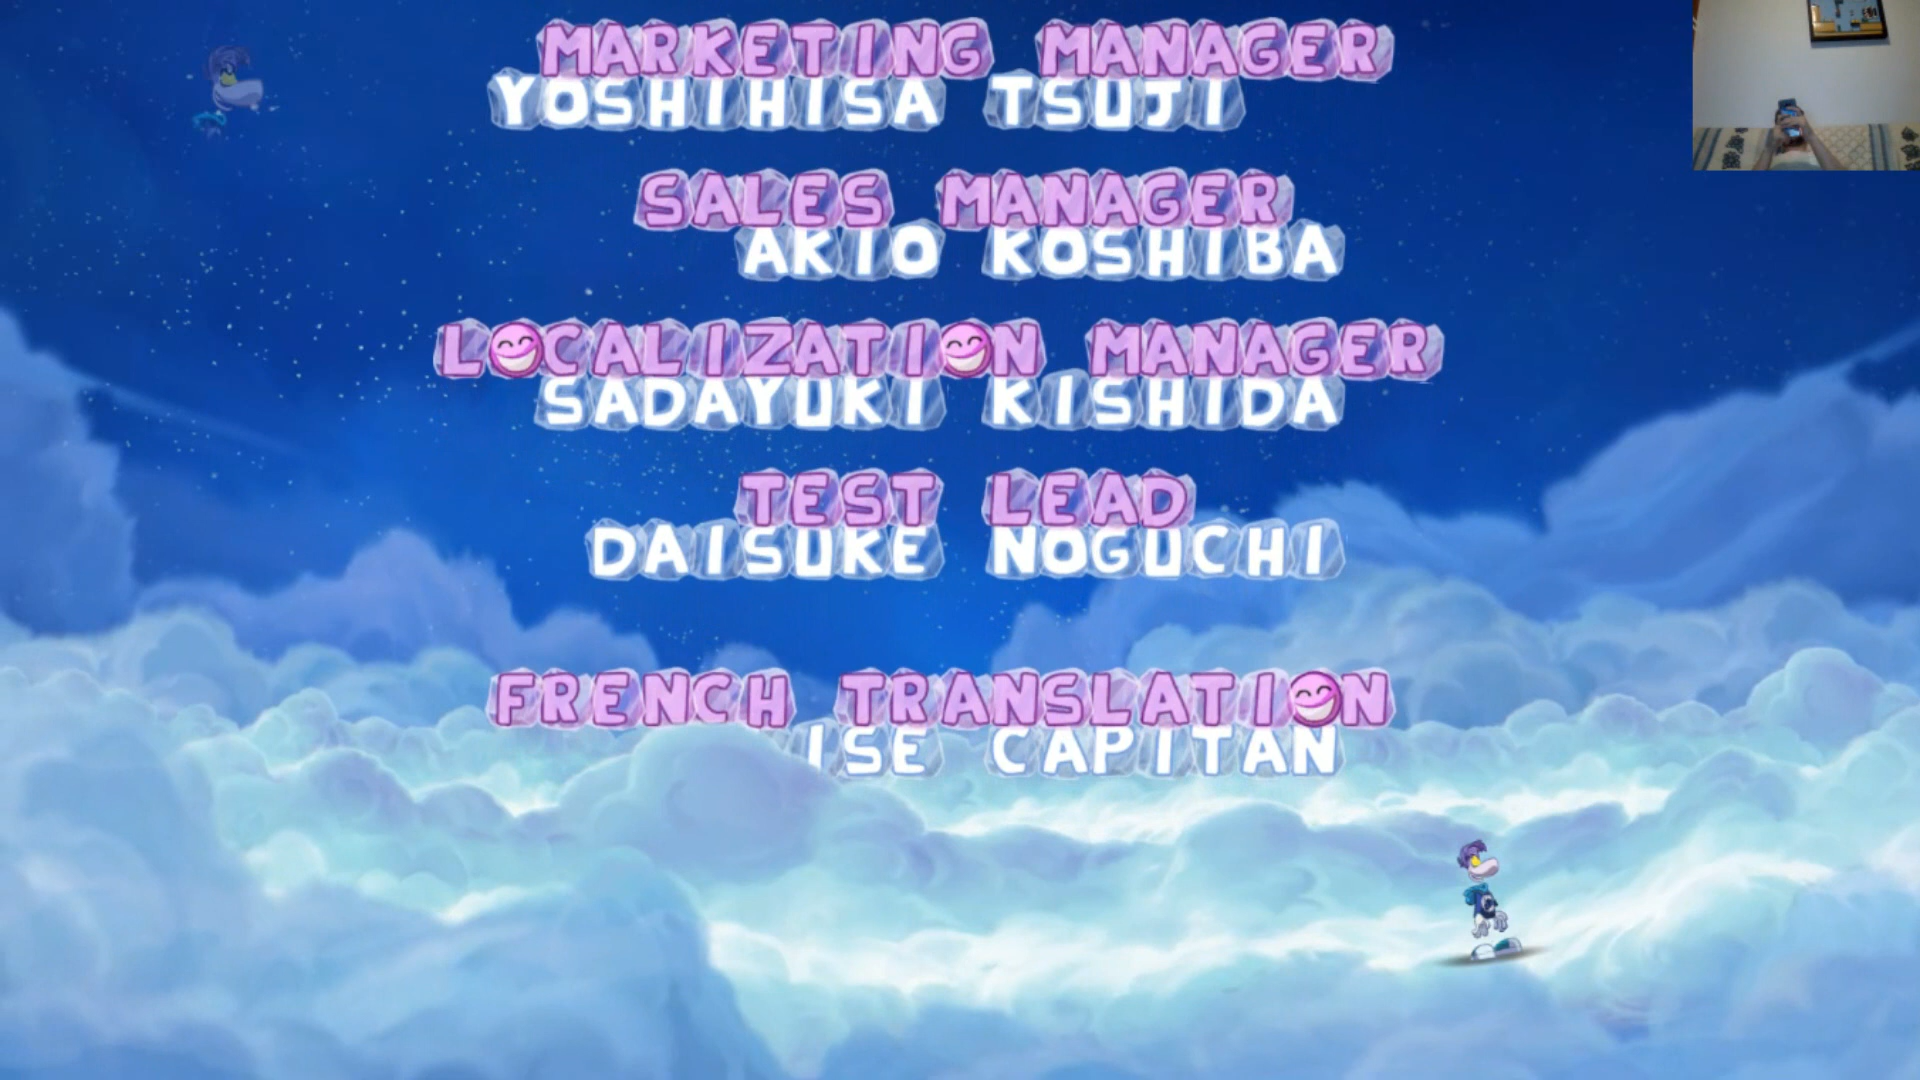 MARKETING MANAGER
YOSHIHISA TSUJI
SALES MANAGER
AKIO KOSHIBA
LOCALIZATION MANAGER
SADAYUKI KISHIDA
TEST LEAD
DAISUKE NOGUCHI
FRENCH TRANSLATION
ISE CAPITAN